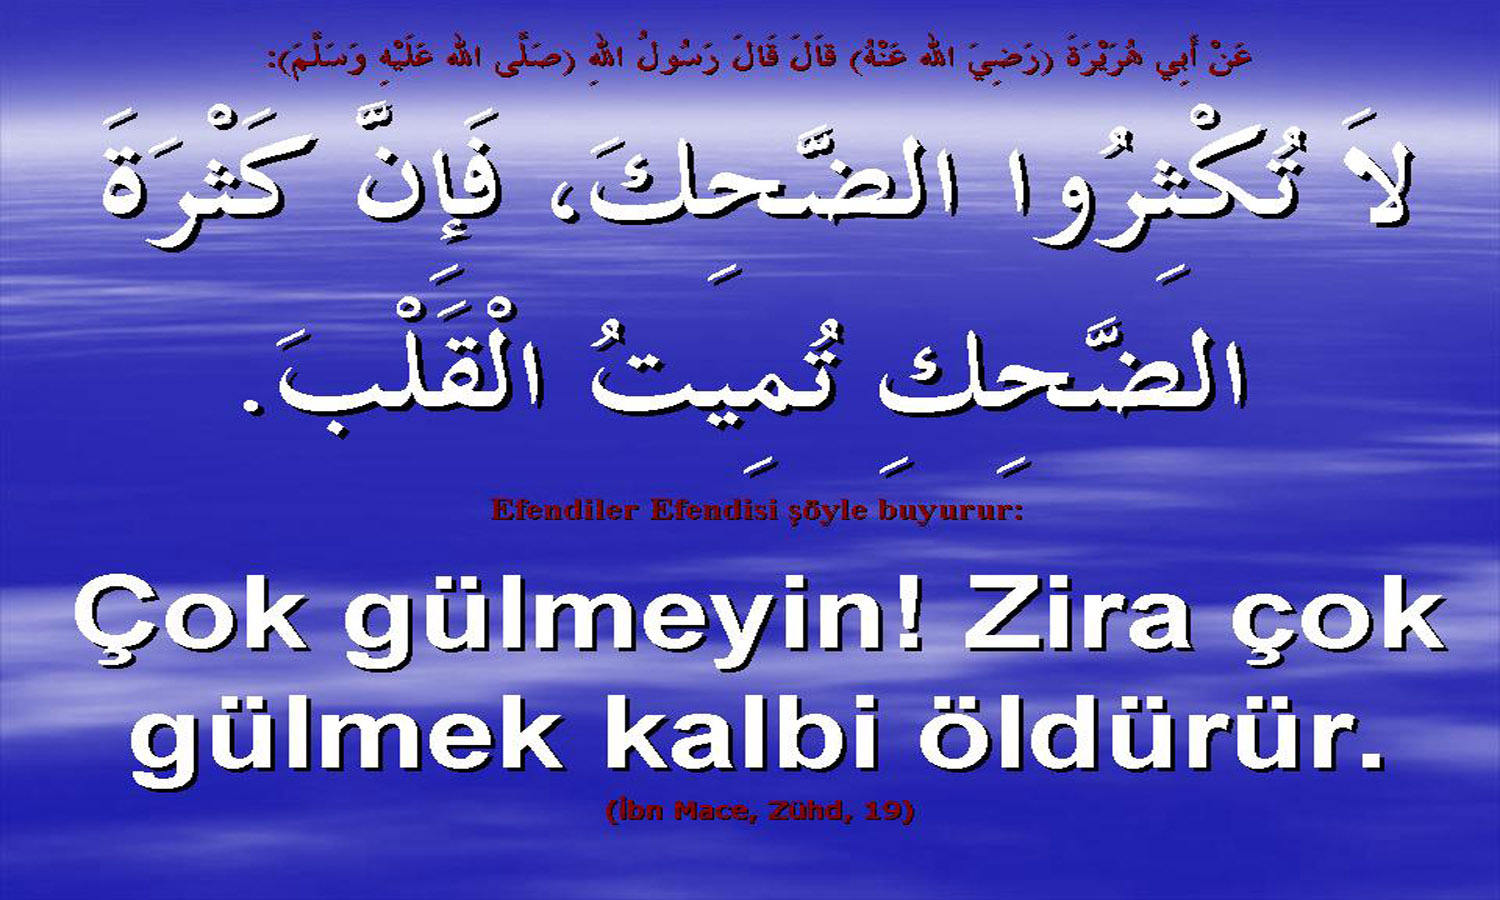 عَنْ أَبِي هُرَيْرَةَ (رَضِيَ الله عَنْهُ) قَالَ قَالَ رَسُولُ اللهِ (صَلَّى الله عَلَيْهِ وَسَلَّمَ):
لاَ تُكْثِرُوا الضَّحِكَ، فَإِنَّ كَثْرَةَ
الضَّحِكِ تُمِيتُ الْقَلْبَ.
Efendiler Efendisi şöyle buyurur:
Çok gülmeyin! Zira çok
gülmek kalbi öldürür.
(İbn Mace, Zühd, 19)